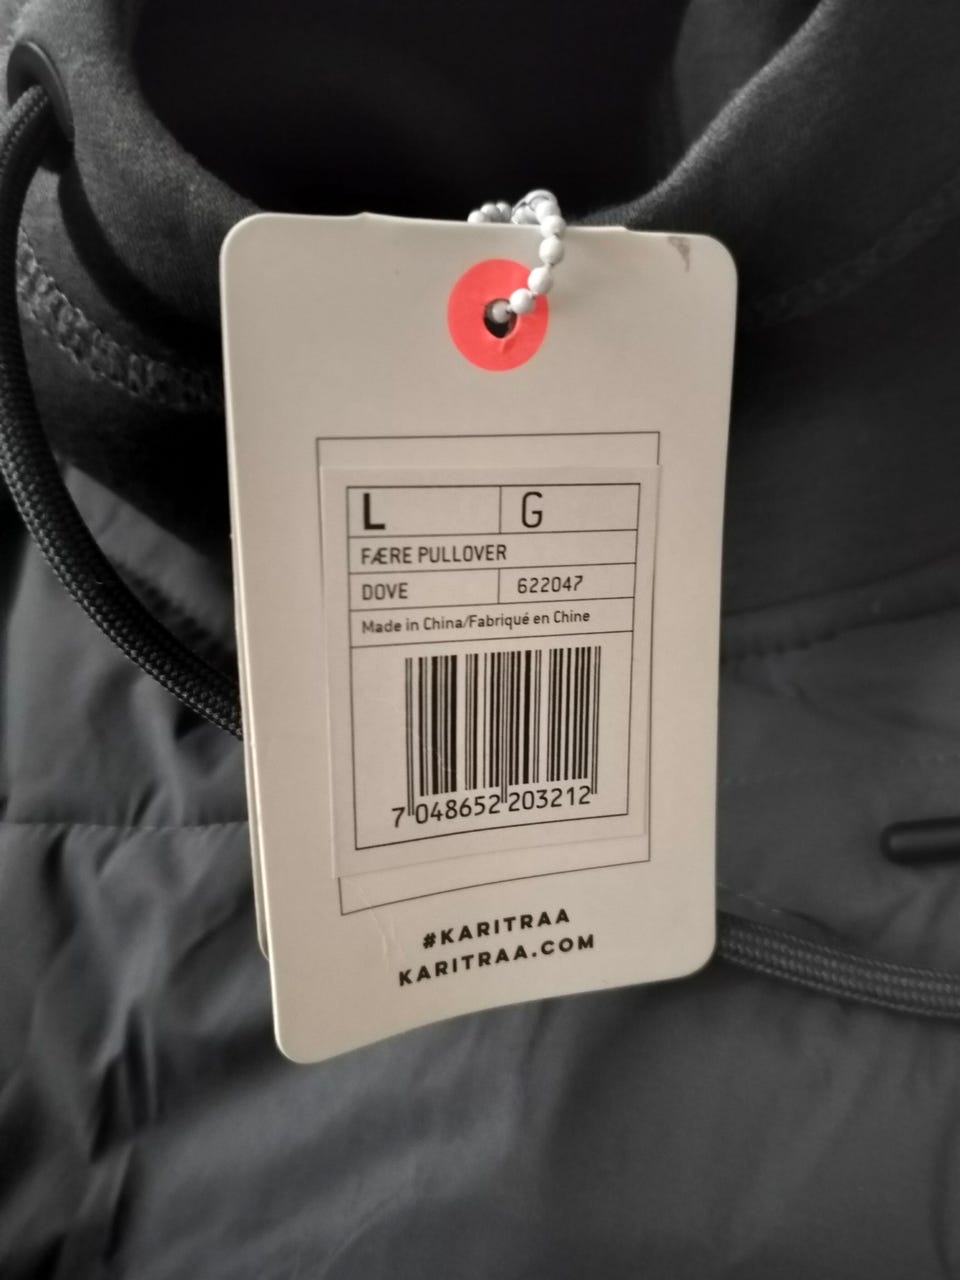 L G
FÆRE PULLOVER
DOVE 622047
Made in China/Fabriqué en Chine
7 048652 203212
#KARITRAA
KARITRAA.COM